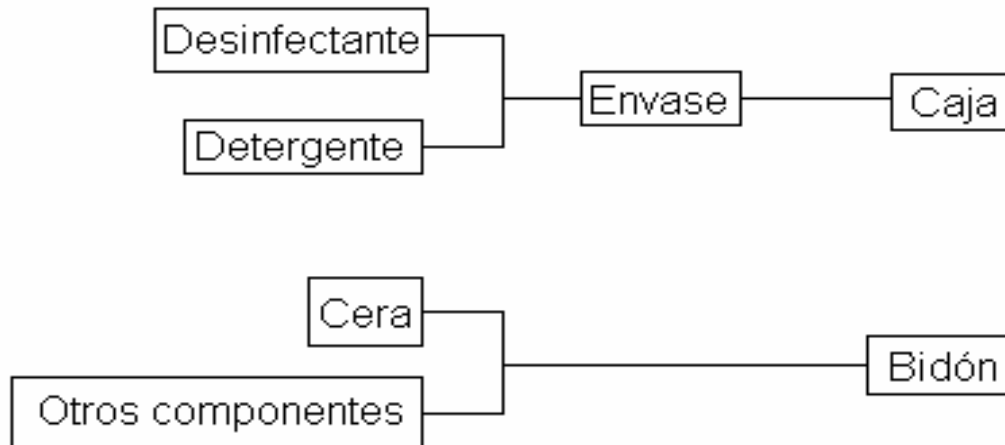 Desinfectante
Detergente
Envase
Caja
Cera
Otros componentes
Bidón